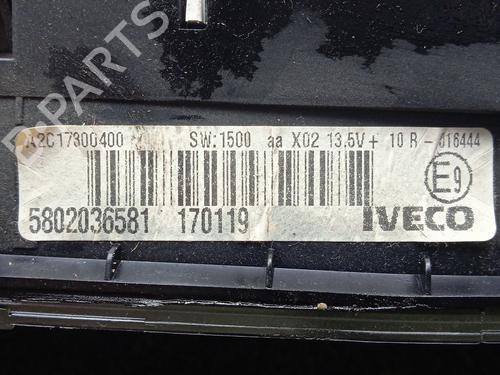 A2C17300400 SW:1500 aa X02 13.5V+ 10 R - 016444
E9
5802036581 170119 IVECO
B-PARTS